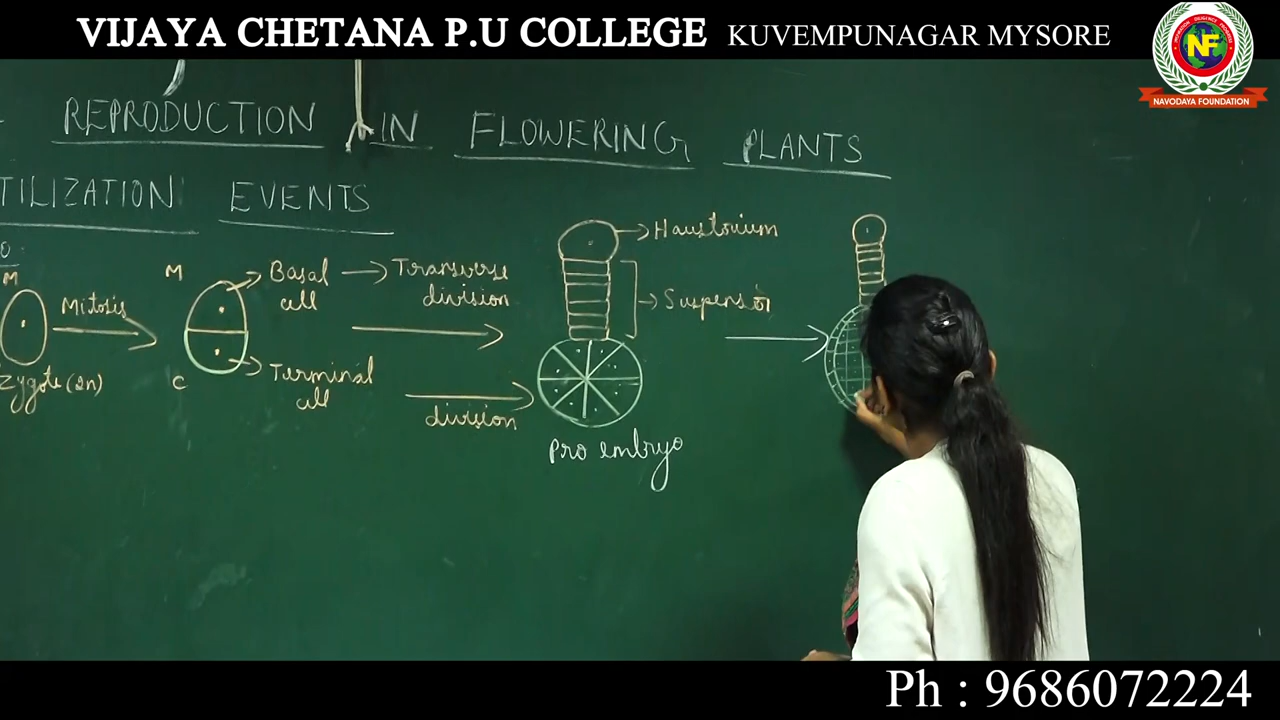 VIJAYA CHETANA P.U COLLEGE KUVEMPUNAGAR MYSORE
NF
NAVODAYA FOUNDATION
REPRODUCTION IN FLOWERING PLANTS
TILIZATION EVENTS
M
Mitosis
Zygote (2n)
M
C
Basal
cell
Transverse
division
Terminal
cell
division
Haustorium
Suspensor
Pro embryo
Ph : 9686072224